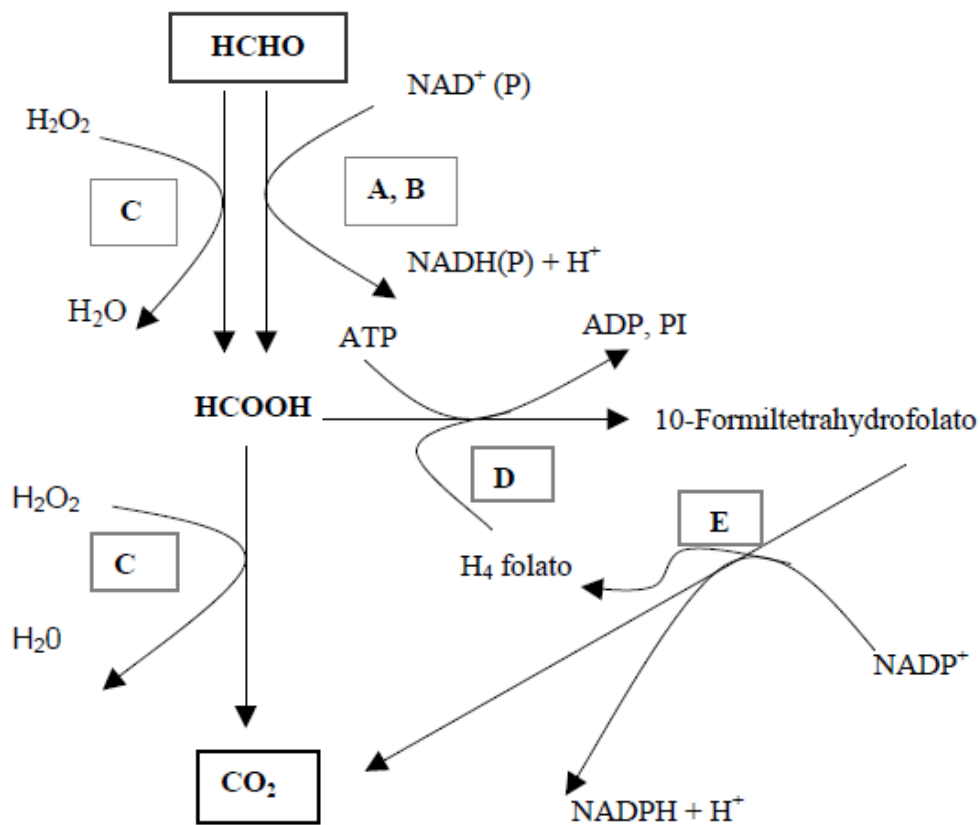 HCHO
NAD⁺ (P)
H₂O₂
C
A, B
NADH(P) + H⁺
H₂O
ATP
ADP, PI
HCOOH
10-Formiltetrahydrofolato
D
H₂O₂
E
C
H₄ folato
H₂0
NADP⁺
CO₂
NADPH + H⁺